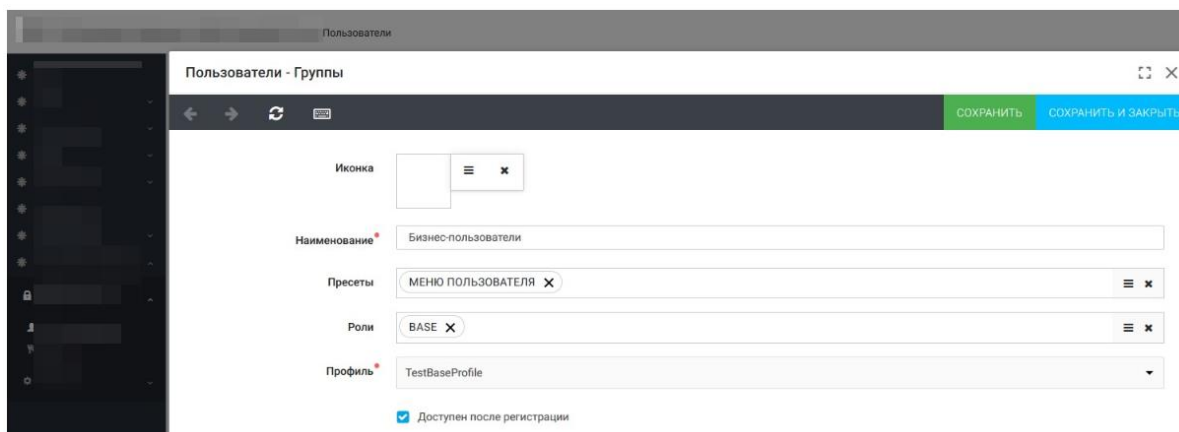 Пользователи
Пользователи - Группы
СОХРАНИТЬ СОХРАНИТЬ И ЗАКРЫТЬ
Иконка
Наименование* Бизнес-пользователи
Пресеты МЕНЮ ПОЛЬЗОВАТЕЛЯ
Роли BASE
Профиль* TestBaseProfile
Доступен после регистрации